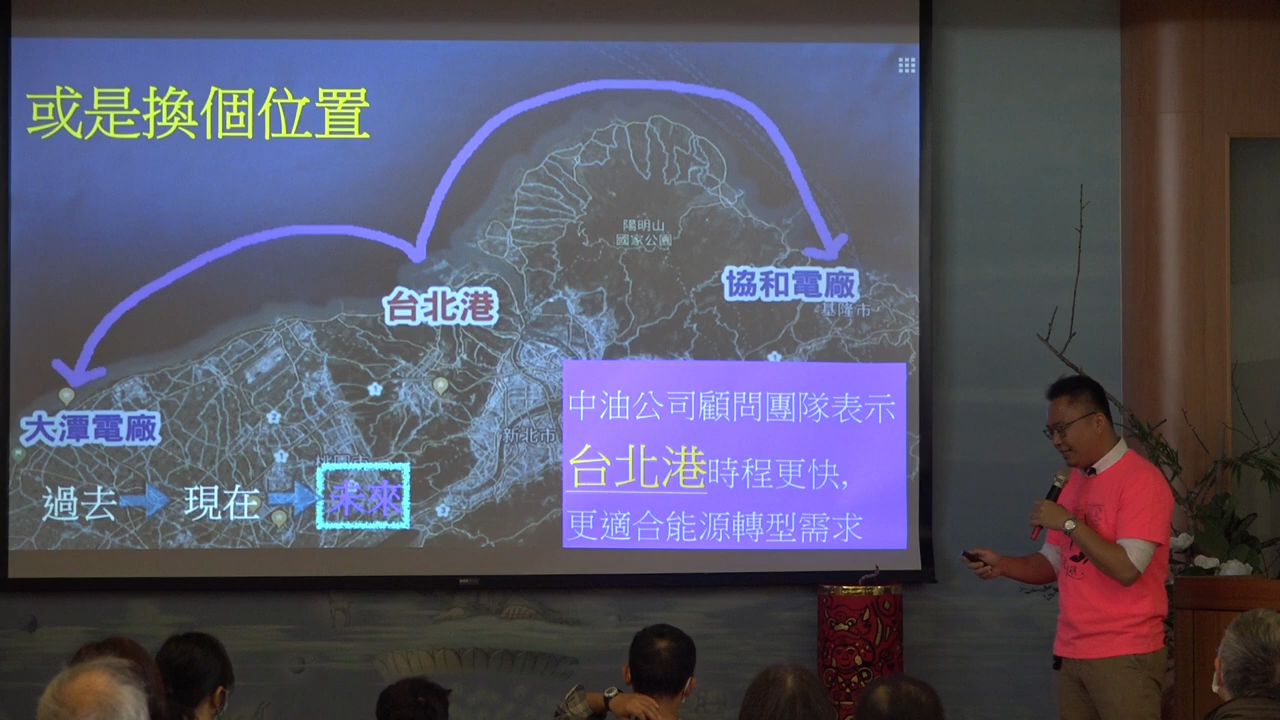 或是換個位置
陽明山
國家公園
協和電廠
基隆市
台北港
大潭電廠
新北市
桃園市
過去 現在 未來
中油公司顧問團隊表示
台北港時程更快,
更適合能源轉型需求